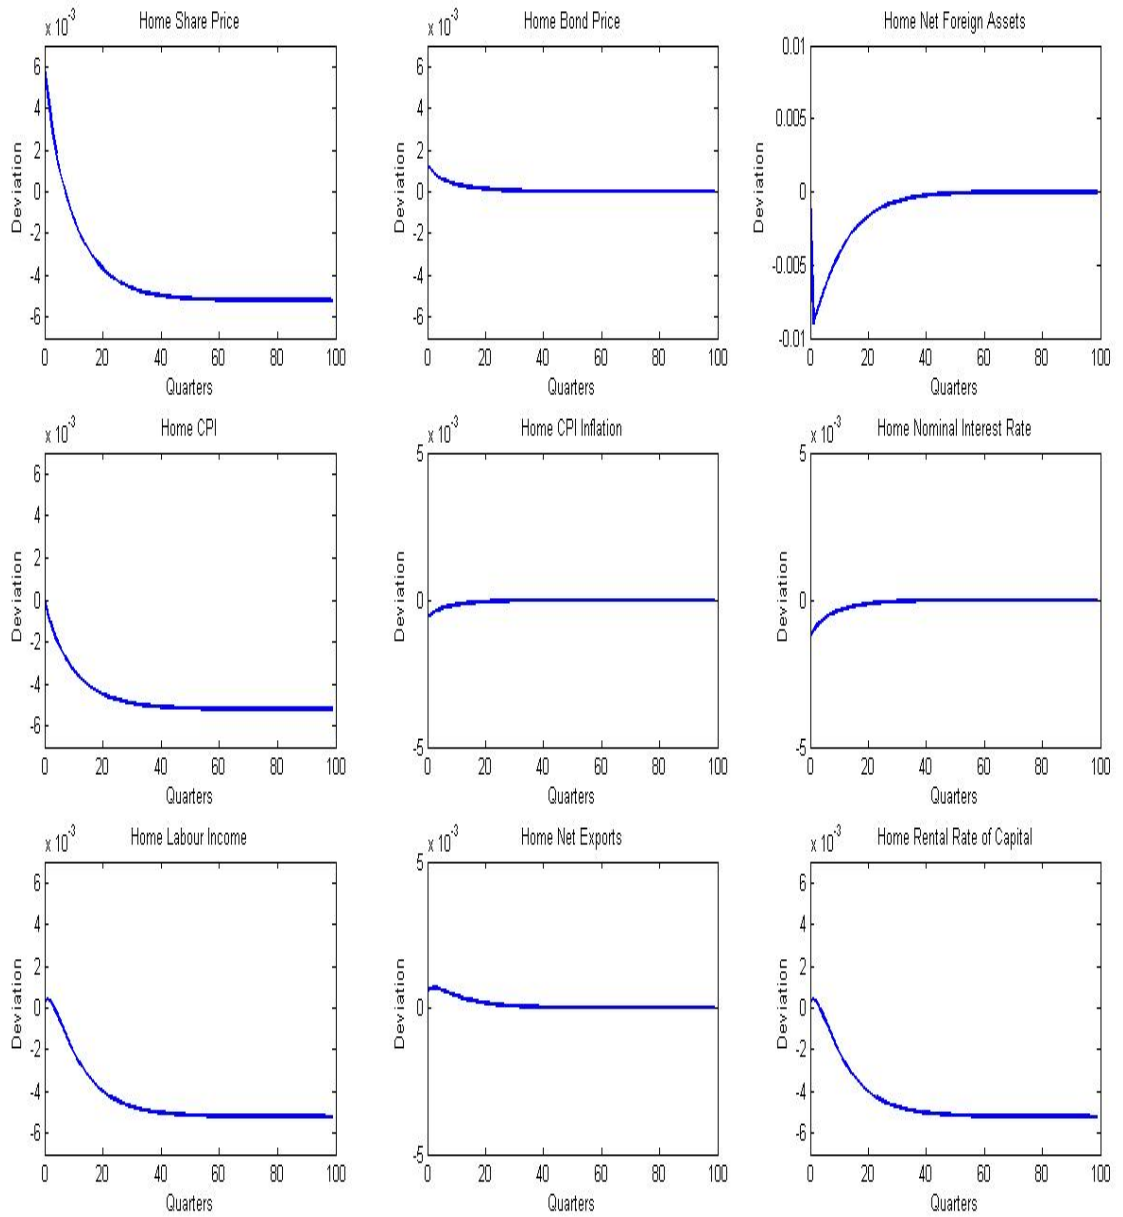 Home Share Price
x 10-3
6
4
2
0
-2
-4
-6
Deviation
0 20 40 60 80 100
Quarters
Home Bond Price
x 10-3
6
4
2
0
-2
-4
-6
Deviation
0 20 40 60 80 100
Quarters
Home Net Foreign Assets
0.01
0.005
0
-0.005
-0.01
Deviation
0 20 40 60 80 100
Quarters
Home CPI
x 10-3
6
4
2
0
-2
-4
-6
Deviation
0 20 40 60 80 100
Quarters
Home CPI Inflation
x 10-3
5
0
-5
Deviation
0 20 40 60 80 100
Quarters
Home Nominal Interest Rate
x 10-3
5
0
-5
Deviation
0 20 40 60 80 100
Quarters
Home Labour Income
x 10-3
6
4
2
0
-2
-4
-6
Deviation
0 20 40 60 80 100
Quarters
Home Net Exports
x 10-3
5
0
-5
Deviation
0 20 40 60 80 100
Quarters
Home Rental Rate of Capital
x 10-3
6
4
2
0
-2
-4
-6
Deviation
0 20 40 60 80 100
Quarters